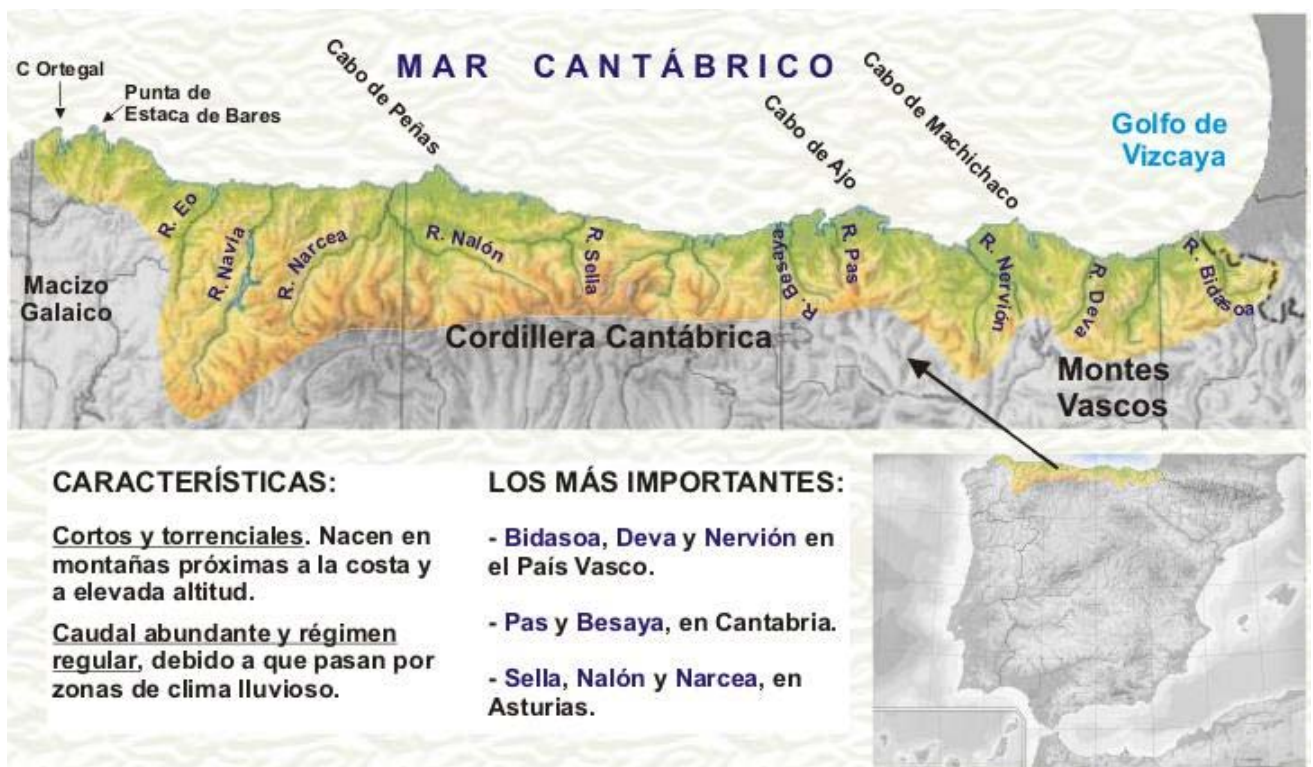 MAR CANTÁBRICO
C Ortegal
Punta de
Estaca de Bares
Cabo de Peñas
Cabo de Ajo
Cabo de Machichaco
Golfo de
Vizcaya
R. Eo
R. Navia
R. Narcea
R. Nalón
R. Sella
R. Besaya
R. Pas
R. Nervión
R. Deva
R. Bidasoa
Macizo
Galaico
Cordillera Cantábrica
Montes
Vascos
CARACTERÍSTICAS:
Cortos y torrenciales. Nacen en
montañas próximas a la costa y
a elevada altitud.
Caudal abundante y régimen
regular, debido a que pasan por
zonas de clima lluvioso.
LOS MÁS IMPORTANTES:
- Bidasoa, Deva y Nervión en
el País Vasco.
- Pas y Besaya, en Cantabria.
- Sella, Nalón y Narcea, en
Asturias.